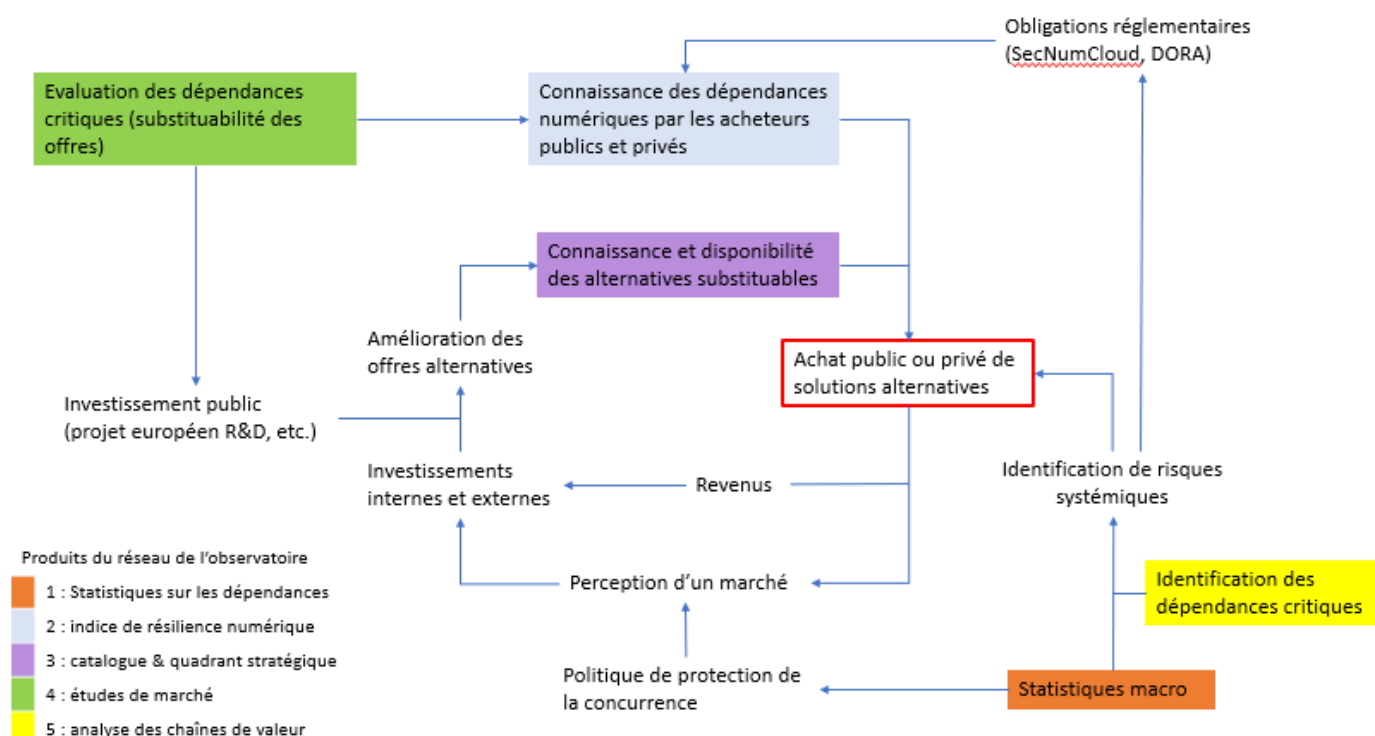 Obligations réglementaires
(SecNumCloud, DORA)
Evaluation des dépendances
critiques (substituabilité des
offres)
Connaissance des dépendances
numériques par les acheteurs
publics et privés
Connaissance et disponibilité
des alternatives substituables
Amélioration des
offres alternatives
Achat public ou privé de
solutions alternatives
Investissement public
(projet européen R&D, etc.)
Investissements
internes et externes
Revenus
Identification de risques
systémiques
Perception d’un marché
Identification des
dépendances critiques
Politique de protection de
la concurrence
Statistiques macro
Produits du réseau de l’observatoire
1 : Statistiques sur les dépendances
2 : indice de résilience numérique
3 : catalogue & quadrant stratégique
4 : études de marché
5 : analyse des chaînes de valeur